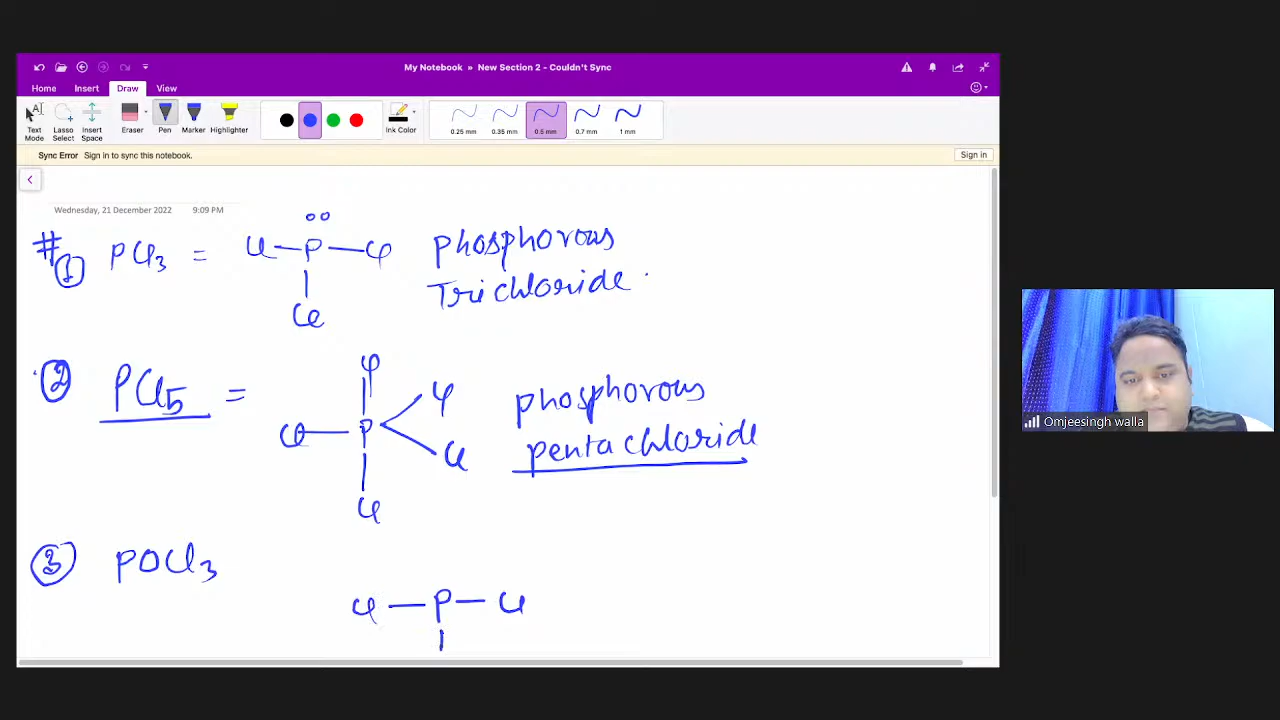 My Notebook » New Section 2 - Couldn't Sync
Home Insert Draw View
Text Mode Lasso Select Insert Space Eraser Pen Marker Highlighter Ink Color 0.25 mm 0.35 mm 0.5 mm 0.7 mm 1 mm
Sync Error Sign in to sync this notebook. Sign in
Wednesday, 21 December 2022 9:09 PM
# ① PCl₃ = Cl—P—Cl phosphorous
Trichloride
Cl
Cl
② PCl₅ = Cl phosphorous
Cl—P
Cl pentachloride
Cl
③ POCl₃
Cl—P—Cl
Omjeesingh walla